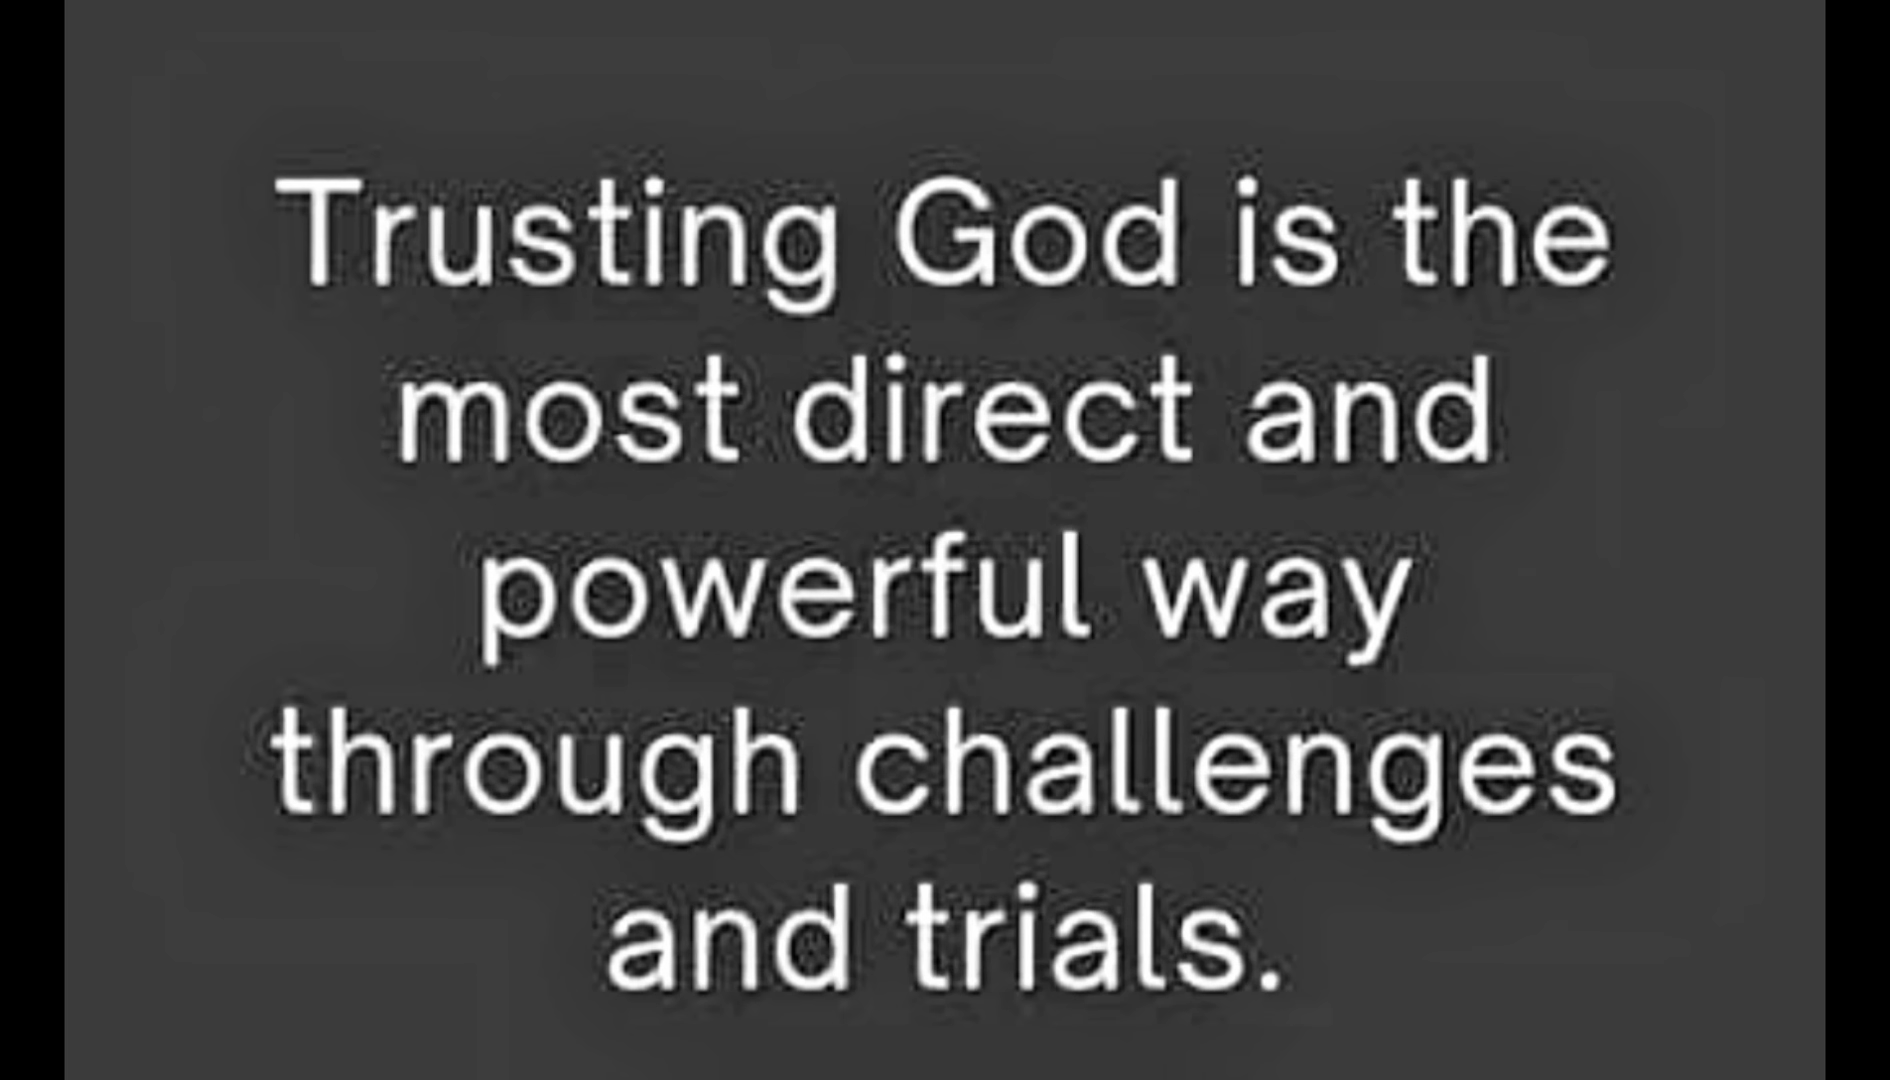 Trusting God is the
most direct and
powerful way
through challenges
and trials.